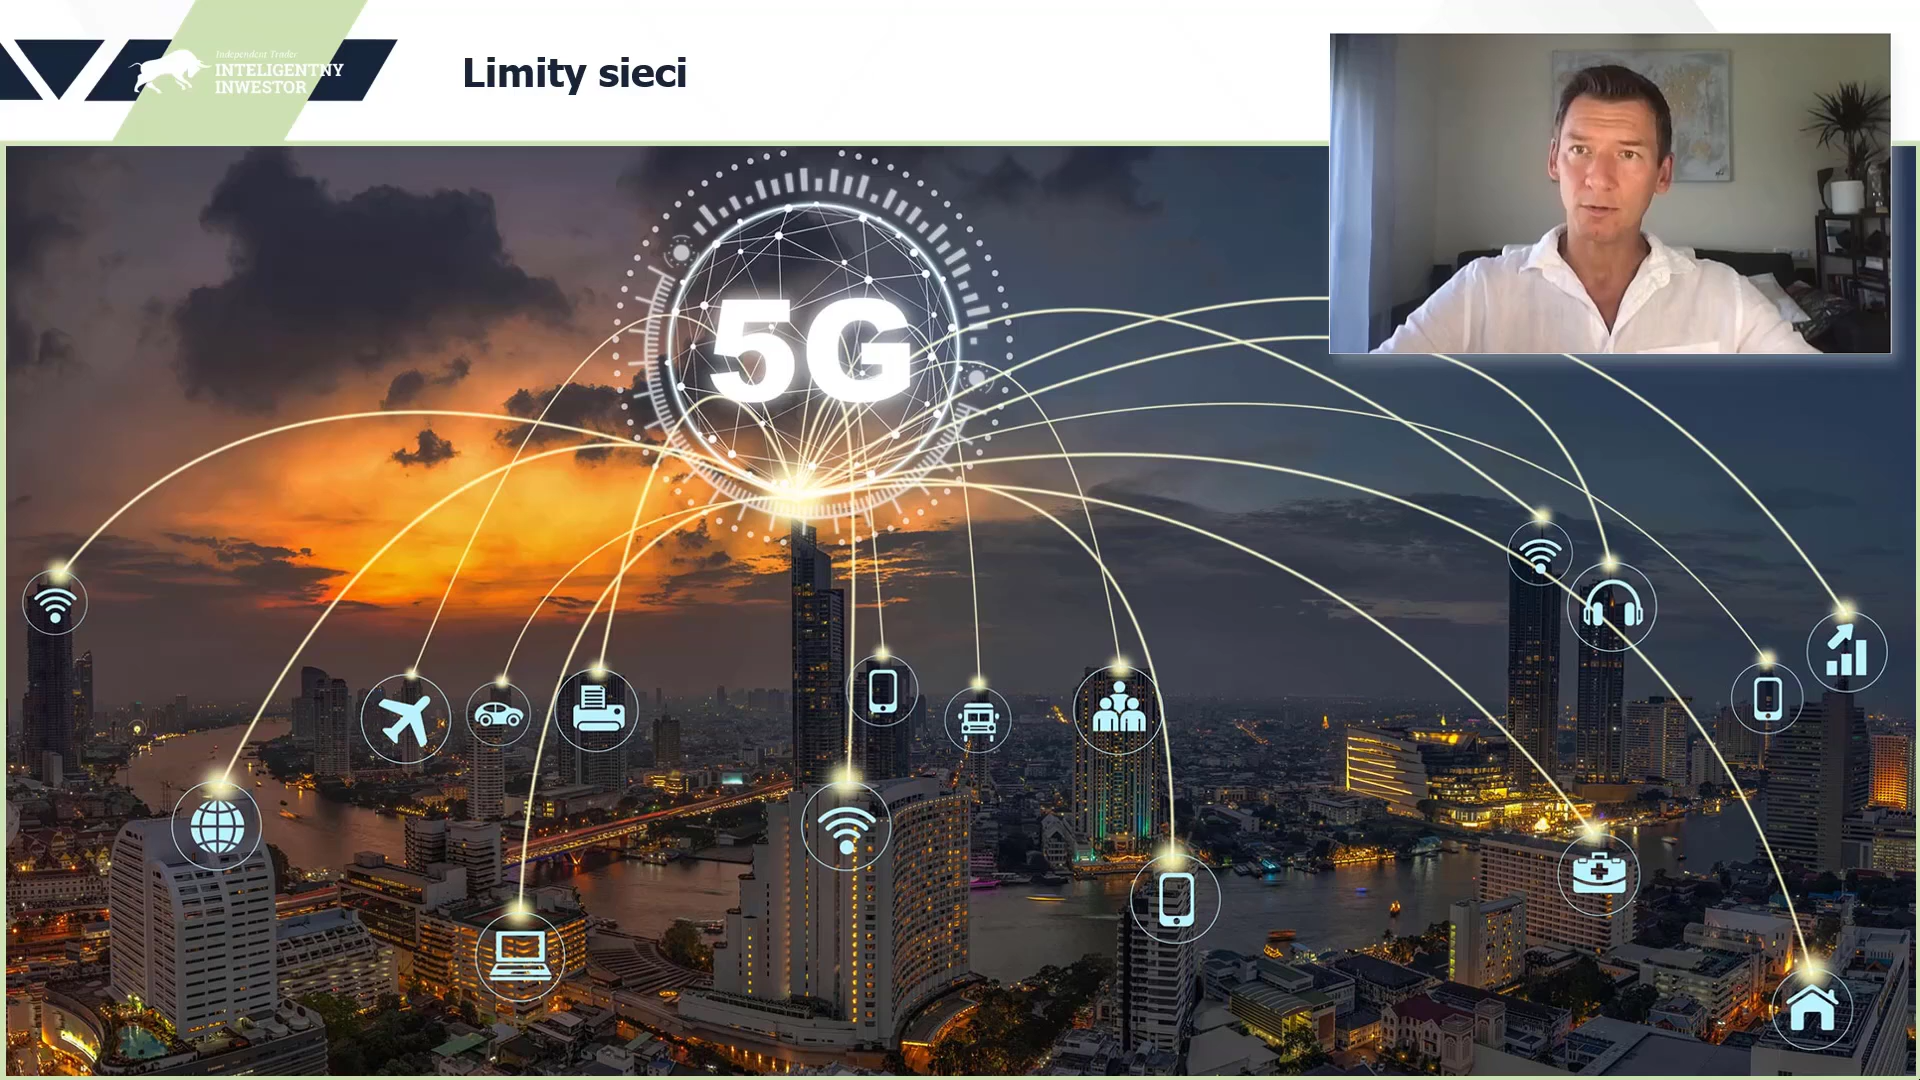 Independent Trader
INTELIGENTNY
INWESTOR
Limity sieci
5G